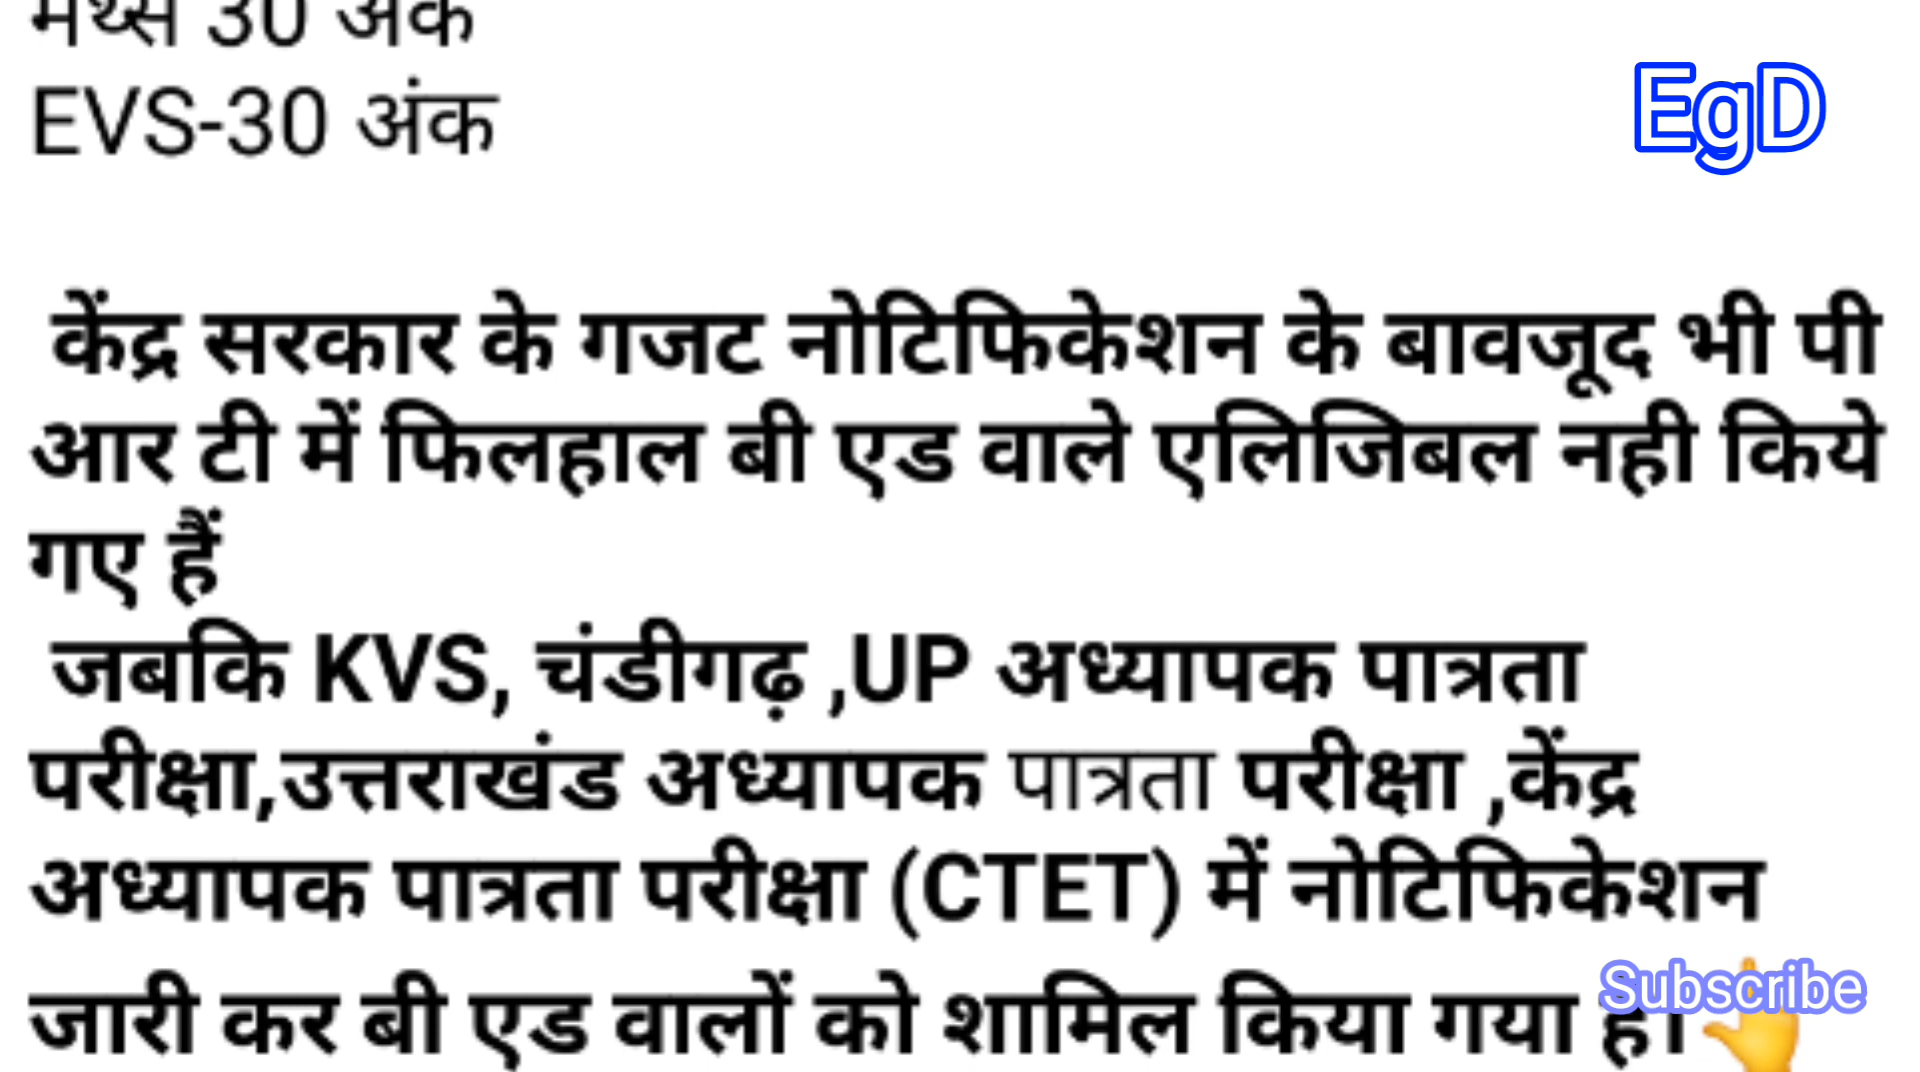 मैथ्स 30 अंक
EVS-30 अंक
EgD
केंद्र सरकार के गजट नोटिफिकेशन के बावजूद भी पी
आर टी में फिलहाल बी एड वाले एलिजिबल नही किये
गए हैं
जबकि KVS, चंडीगढ़ ,UP अध्यापक पात्रता
परीक्षा,उत्तराखंड अध्यापक पात्रता परीक्षा ,केंद्र
अध्यापक पात्रता परीक्षा (CTET) में नोटिफिकेशन
जारी कर बी एड वालों को शामिल किया गया है।
Subscribe